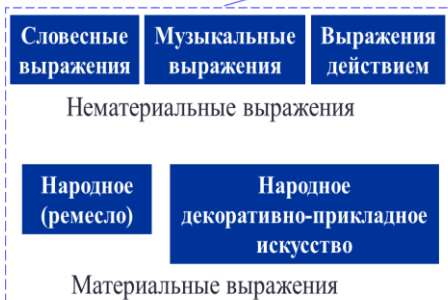 Словесные
выражения
Музыкальные
выражения
Выражения
действием
Нематериальные выражения
Народное
(ремесло)
Народное
декоративно-прикладное
искусство
Материальные выражения